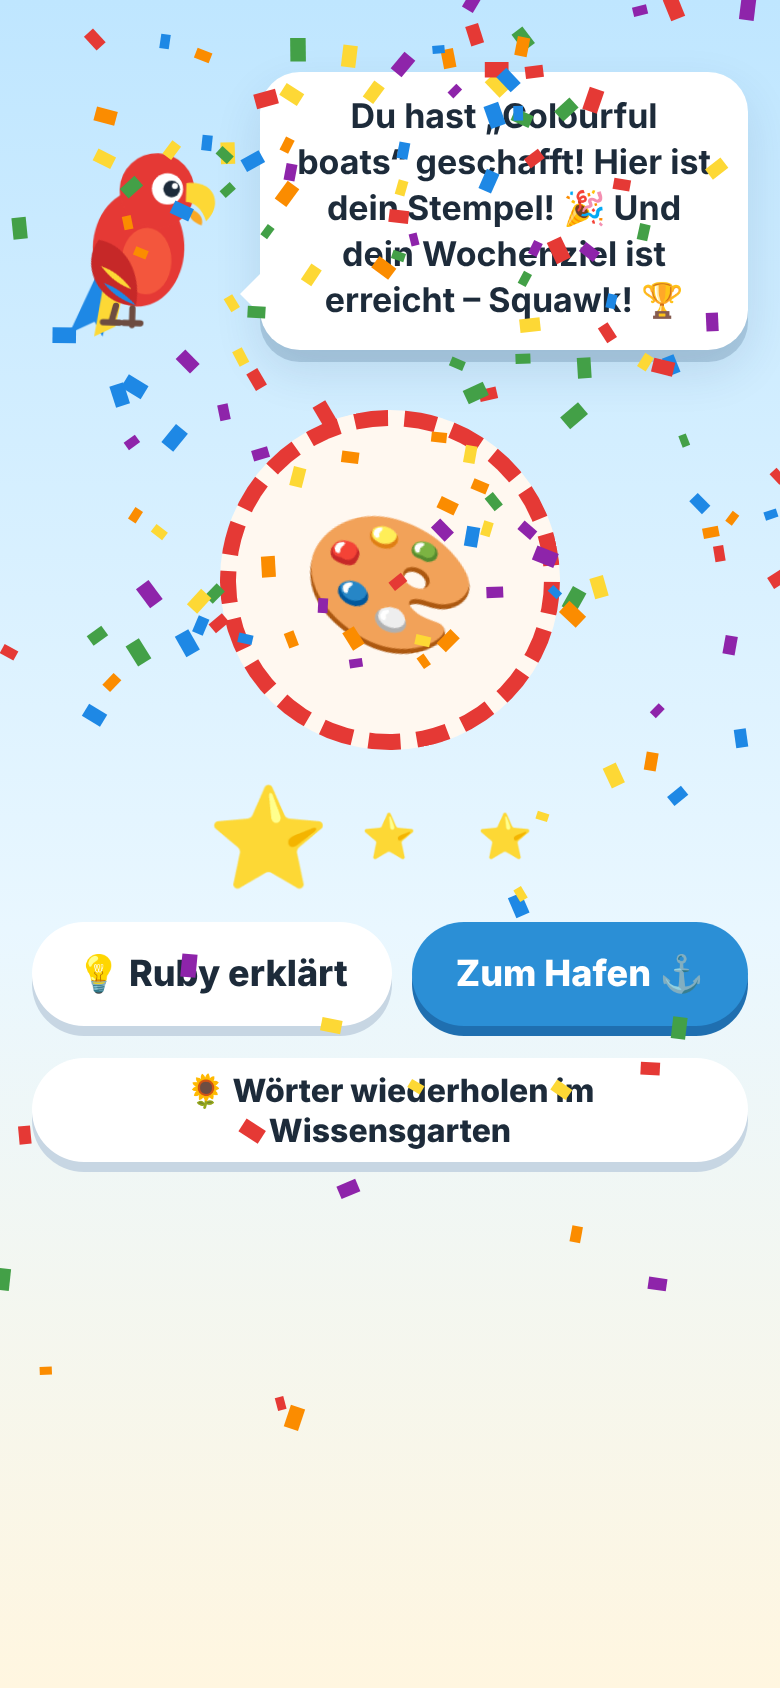 Du hast „Colourful
boats“ geschafft! Hier ist
dein Stempel! 🎉 Und
dein Wochenziel ist
erreicht – Squawk! 🏆
💡 Ruby erklärt
Zum Hafen ⚓
🌻 Wörter wiederholen im
Wissensgarten